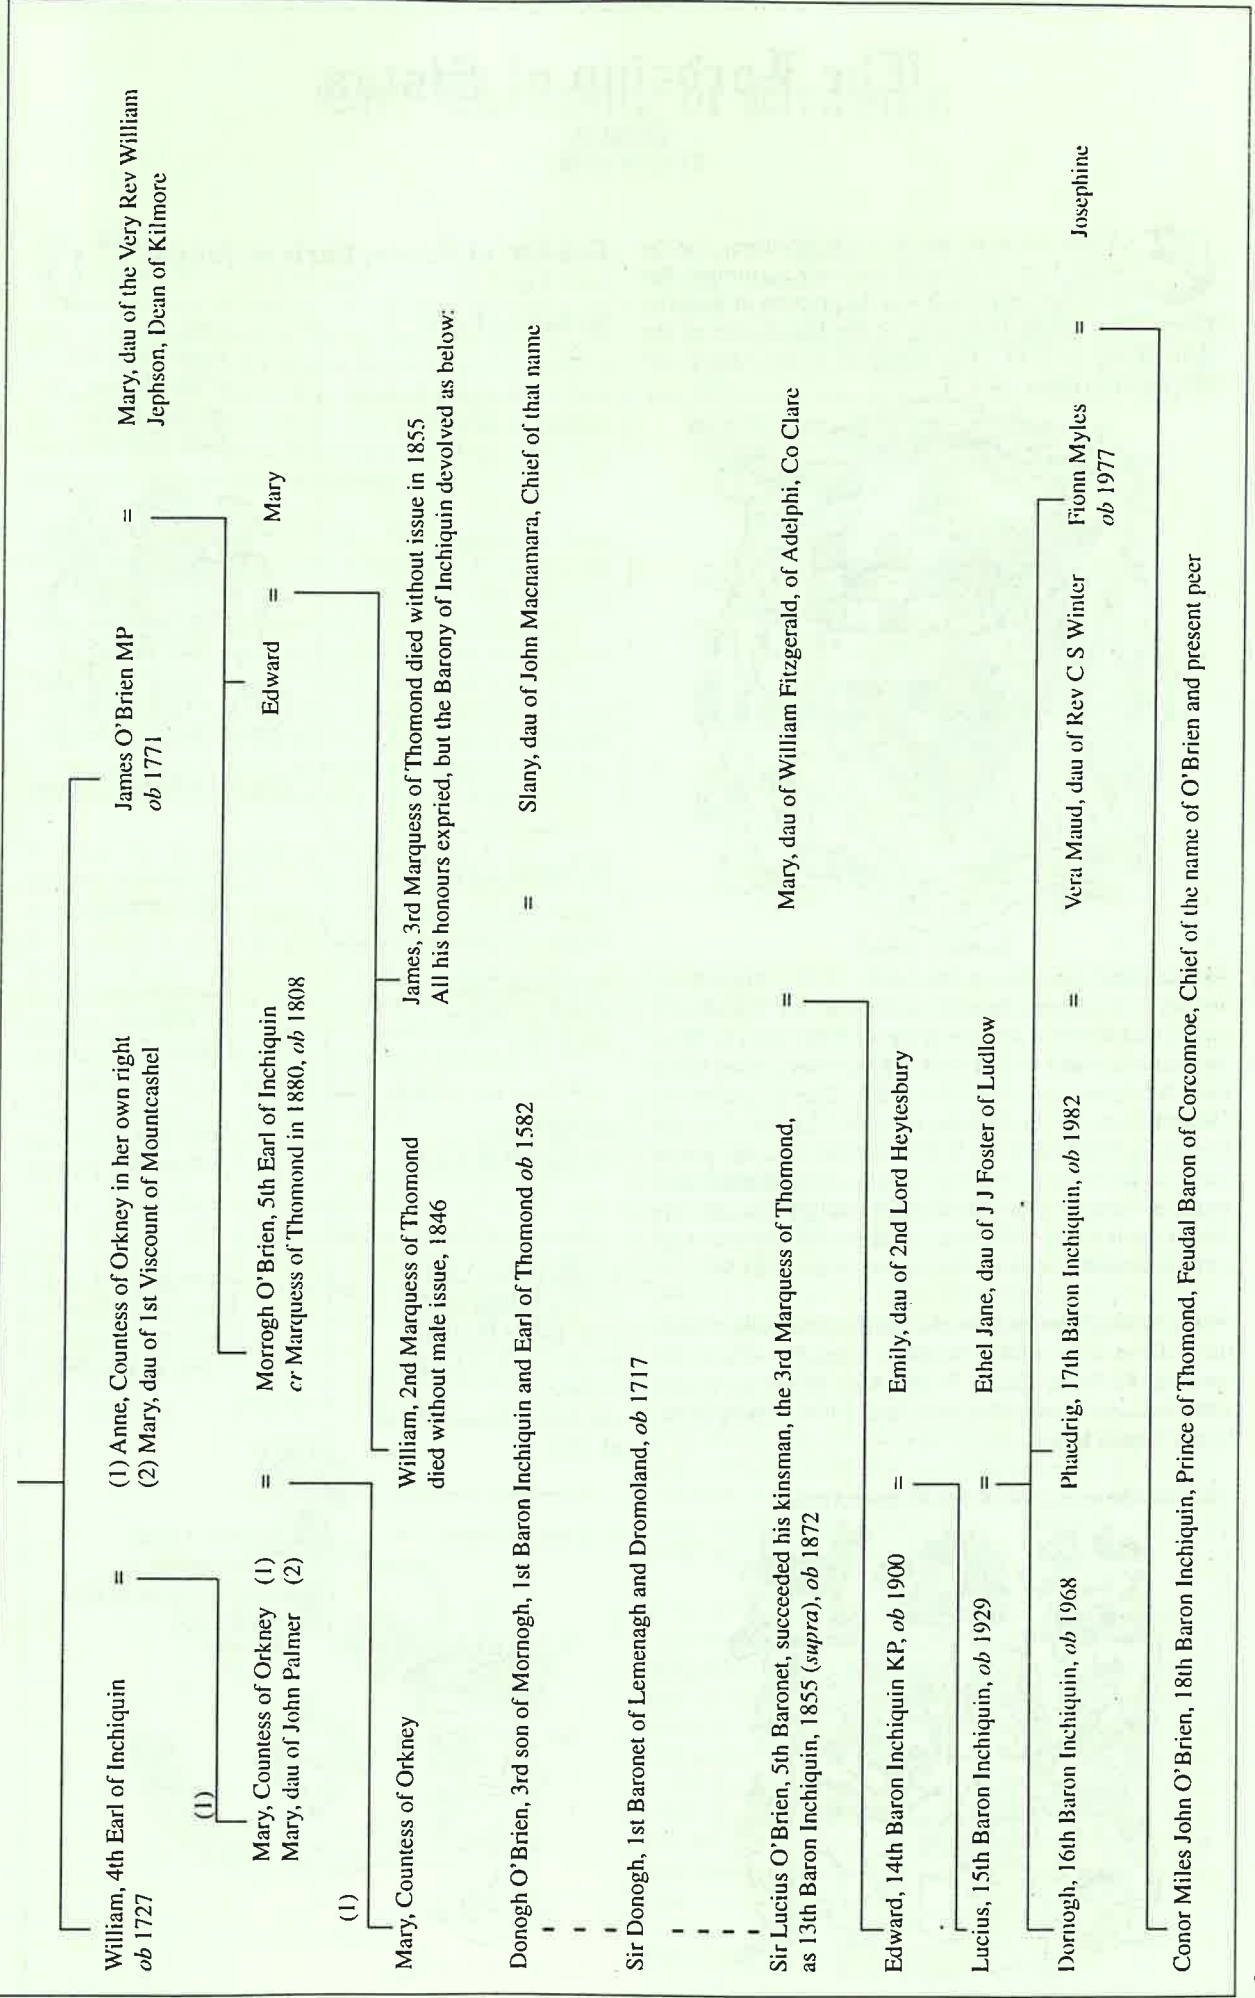 William, 4th Earl of Inchiquin
ob 1727
=
(1) Anne, Countess of Orkney in her own right
(2) Mary, dau of 1st Viscount of Mountcashel
James O'Brien MP
ob 1771
=
Mary, dau of the Very Rev William
Jephson, Dean of Kilmore
(1)
Mary, Countess of Orkney (1)
Mary, dau of John Palmer (2)
=
Morrogh O'Brien, 5th Earl of Inchiquin
cr Marquess of Thomond in 1880, ob 1808
Edward
=
Mary
(1)
Mary, Countess of Orkney
William, 2nd Marquess of Thomond
died without male issue, 1846
James, 3rd Marquess of Thomond died without issue in 1855
All his honours expried, but the Barony of Inchiquin devolved as below:
Donogh O'Brien, 3rd son of Mornogh, 1st Baron Inchiquin and Earl of Thomond ob 1582
=
Slany, dau of John Macnamara, Chief of that name
Sir Donogh, 1st Baronet of Lemenagh and Dromoland, ob 1717
Sir Lucius O'Brien, 5th Baronet, succeeded his kinsman, the 3rd Marquess of Thomond,
as 13th Baron Inchiquin, 1855 (supra), ob 1872
=
Mary, dau of William Fitzgerald, of Adelphi, Co Clare
Edward, 14th Baron Inchiquin KP, ob 1900
=
Emily, dau of 2nd Lord Heytesbury
Lucius, 15th Baron Inchiquin, ob 1929
=
Ethel Jane, dau of J J Foster of Ludlow
Donogh, 16th Baron Inchiquin, ob 1968
Phaedrig, 17th Baron Inchiquin, ob 1982
=
Vera Maud, dau of Rev C S Winter
Fionn Myles
ob 1977
=
Josephine
Conor Miles John O'Brien, 18th Baron Inchiquin, Prince of Thomond, Feudal Baron of Corcomroe, Chief of the name of O'Brien and present peer